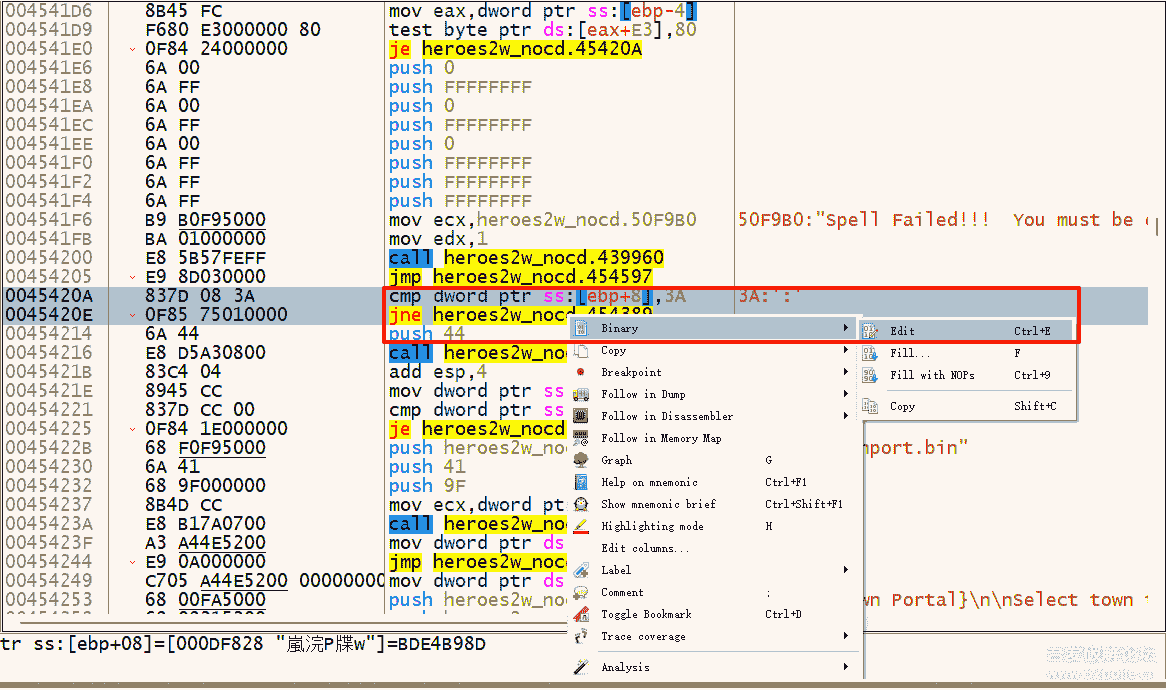 004541D6 8B45 FC mov eax,dword ptr ss:[ebp-4]
004541D9 F680 E3000000 80 test byte ptr ds:[eax+E3],80
004541E0 0F84 24000000 je heroes2w_nocd.45420A
004541E6 6A 00 push 0
004541E8 6A FF push FFFFFFFF
004541EA 6A 00 push 0
004541EC 6A FF push FFFFFFFF
004541EE 6A 00 push 0
004541F0 6A FF push FFFFFFFF
004541F2 6A FF push FFFFFFFF
004541F4 6A FF push FFFFFFFF
004541F6 B9 B0F95000 mov ecx,heroes2w_nocd.50F9B0 50F9B0:"Spell Failed!!!  You must be
004541FB BA 01000000 mov edx,1
00454200 E8 5B57FEFF call heroes2w_nocd.439960
00454205 E9 8D030000 jmp heroes2w_nocd.454597
0045420A 837D 08 3A cmp dword ptr ss:[ebp+8],3A 3A:':'
0045420E 0F85 75010000 jne heroes2w_nocd.454389
00454214 6A 44 push 44
00454216 E8 D5A30800 call heroes2w_no
0045421B 83C4 04 add esp,4
0045421E 8945 CC mov dword ptr ss
00454221 837D CC 00 cmp dword ptr ss
00454225 0F84 1E000000 je heroes2w_nocd
0045422B 68 F0F95000 push heroes2w_no mport.bin"
00454230 6A 41 push 41
00454232 68 9F000000 push 9F
00454237 8B4D CC mov ecx,dword pt
0045423A E8 B17A0700 call heroes2w_no
0045423F A3 A44E5200 mov dword ptr ds
00454244 E9 0A000000 jmp heroes2w_noc
00454249 C705 A44E5200 00000000 mov dword ptr ds
00454253 68 00FA5000 push heroes2w_no wn Portal}\n\nSelect town
Binary
Copy
Breakpoint
Follow in Dump
Follow in Disassembler
Follow in Memory Map
Graph G
Help on mnemonic Ctrl+F1
Show mnemonic brief Ctrl+Shift+F1
Highlighting mode H
Edit columns...
Label
Comment ;
Toggle Bookmark Ctrl+D
Trace coverage
Analysis
Edit Ctrl+E
Fill... F
Fill with NOPs Ctrl+9
Copy Shift+C
tr ss:[ebp+08]=[000DF828 "嵐浣P牒w"]=BDE4B98D